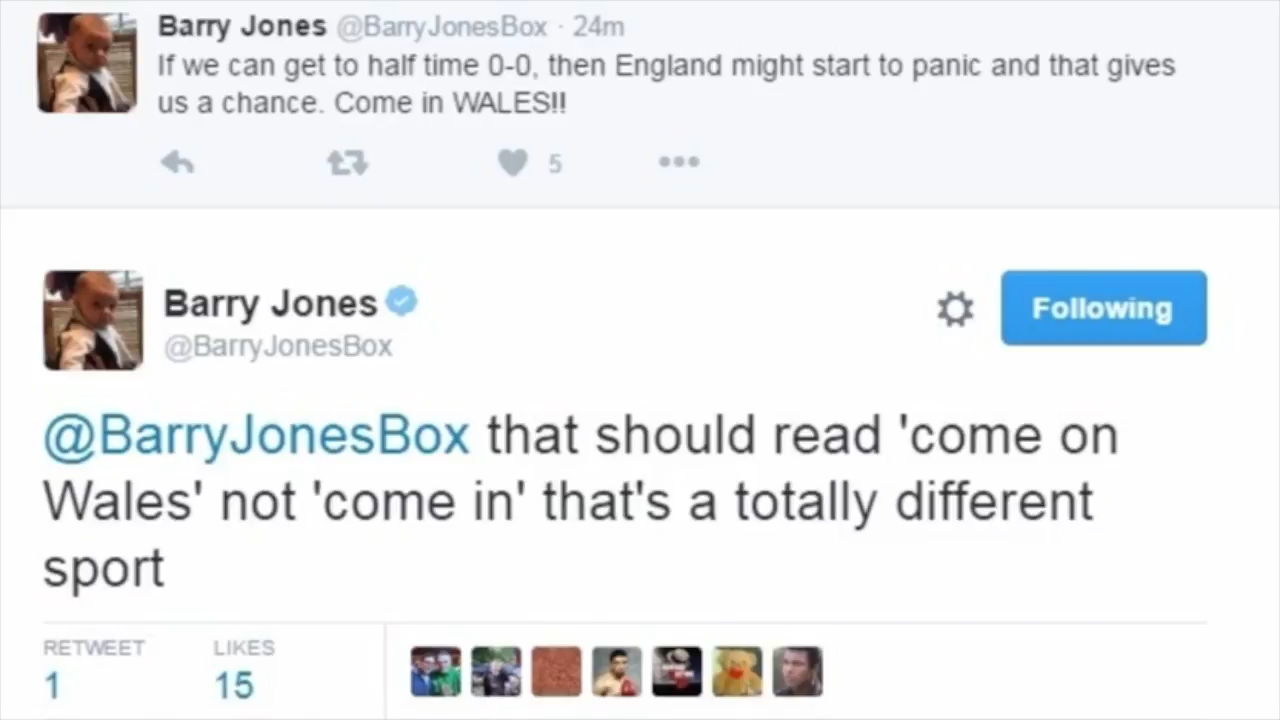 Barry Jones @BarryJonesBox · 24m
If we can get to half time 0-0, then England might start to panic and that gives
us a chance. Come in WALES!!
5
Barry Jones
Following
@BarryJonesBox
@BarryJonesBox that should read 'come on
Wales' not 'come in' that's a totally different
sport
RETWEET LIKES
1 15